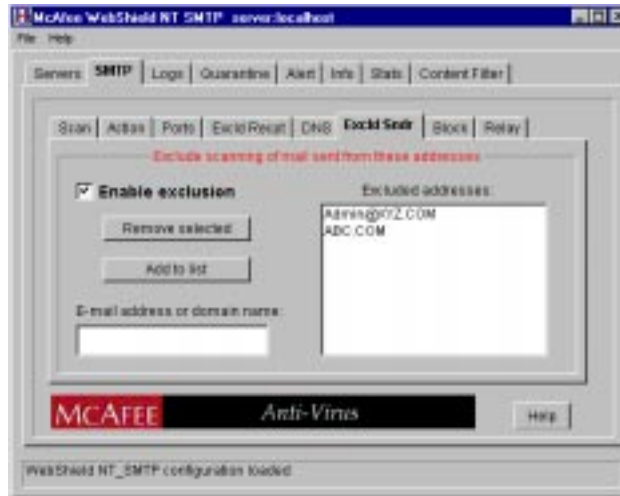 McAfee WebShield NT SMTP server:localhost
File Help
Servers SMTP Logs Quarantine Alert Info Stats Content Filter
Scan Action Ports Excld Recpt DNS Excld Sndr Block Relay
Exclude scanning of mail sent from these addresses
Enable exclusion
Excluded addresses:
Remove selected
Admin@XYZ.COM
ABC.COM
Add to list
E-mail address or domain name:
MCAFEE Anti-Virus Help
WebShield NT_SMTP configuration loaded